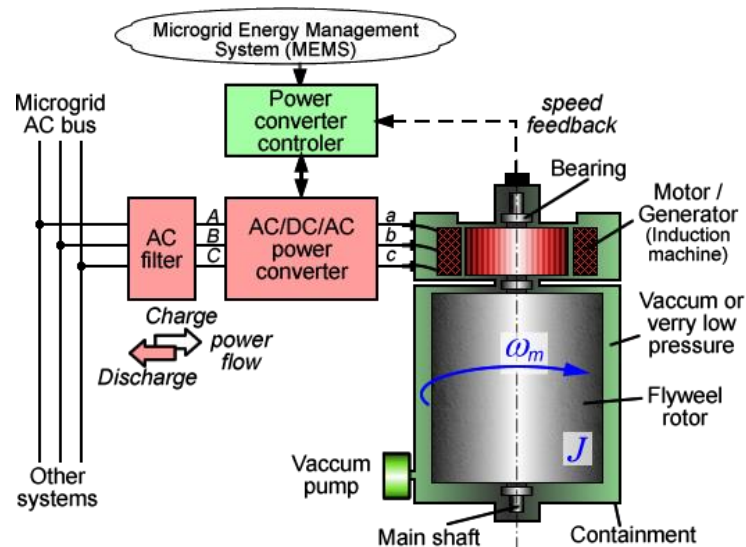 Microgrid Energy Management
System (MEMS)
Microgrid
AC bus
Power
converter
controler
speed
feedback
Bearing
Motor /
Generator
(Induction
machine)
AC
filter
A
B
C
AC/DC/AC
power
converter
a
b
c
Charge
power
flow
Discharge
Vaccum or
verry low
pressure
ωm
Flyweel
rotor
J
Vaccum
pump
Other
systems
Main shaft
Containment